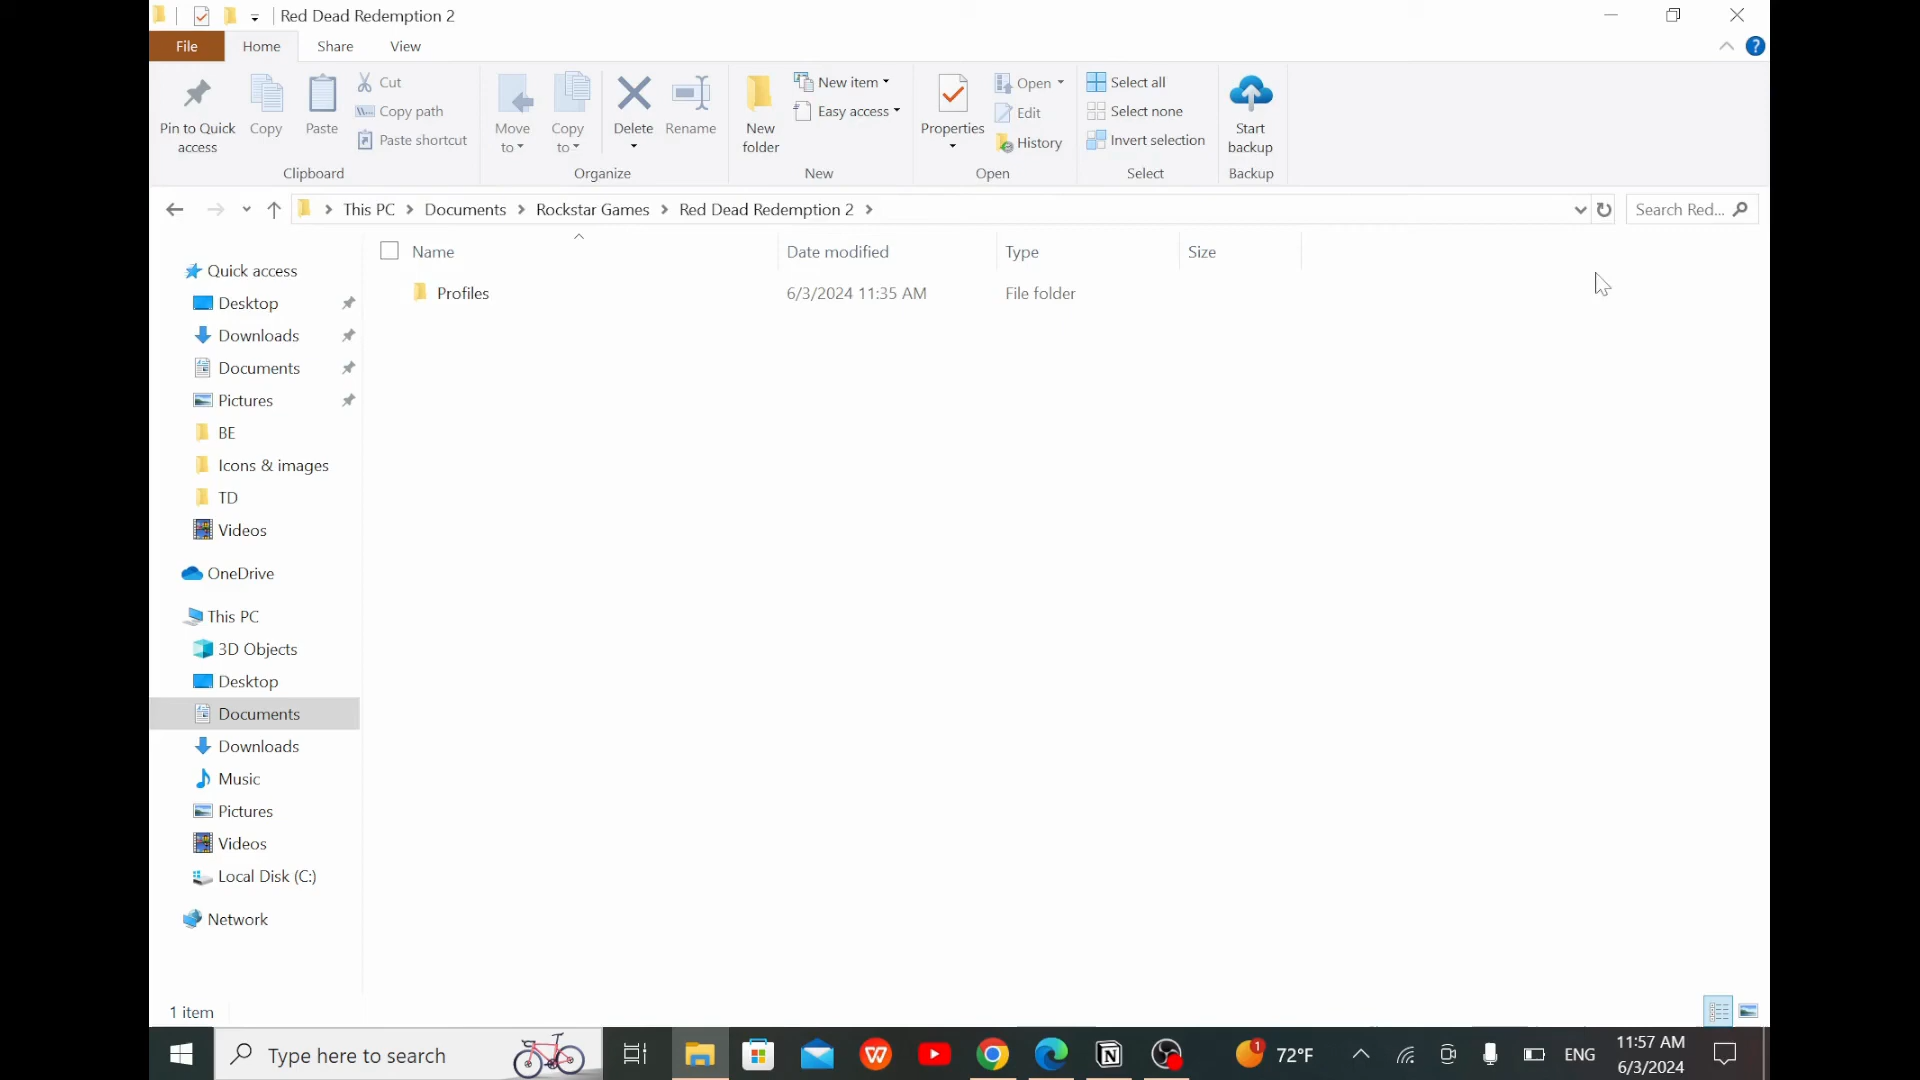 Red Dead Redemption 2
File Home Share View
Pin to Quick access
Copy
Paste
Cut
Copy path
Paste shortcut
Clipboard
Move to
Copy to
Delete
Rename
Organize
New folder
New item
Easy access
New
Properties
Open
Edit
History
Open
Select all
Select none
Invert selection
Select
Start backup
Backup
This PC > Documents > Rockstar Games > Red Dead Redemption 2 >
Search Red...
Name Date modified Type Size
Profiles 6/3/2024 11:35 AM File folder
Quick access
Desktop
Downloads
Documents
Pictures
BE
Icons & images
TD
Videos
OneDrive
This PC
3D Objects
Desktop
Documents
Downloads
Music
Pictures
Videos
Local Disk (C:)
Network
1 item
Type here to search
1
72°F
ENG
11:57 AM
6/3/2024